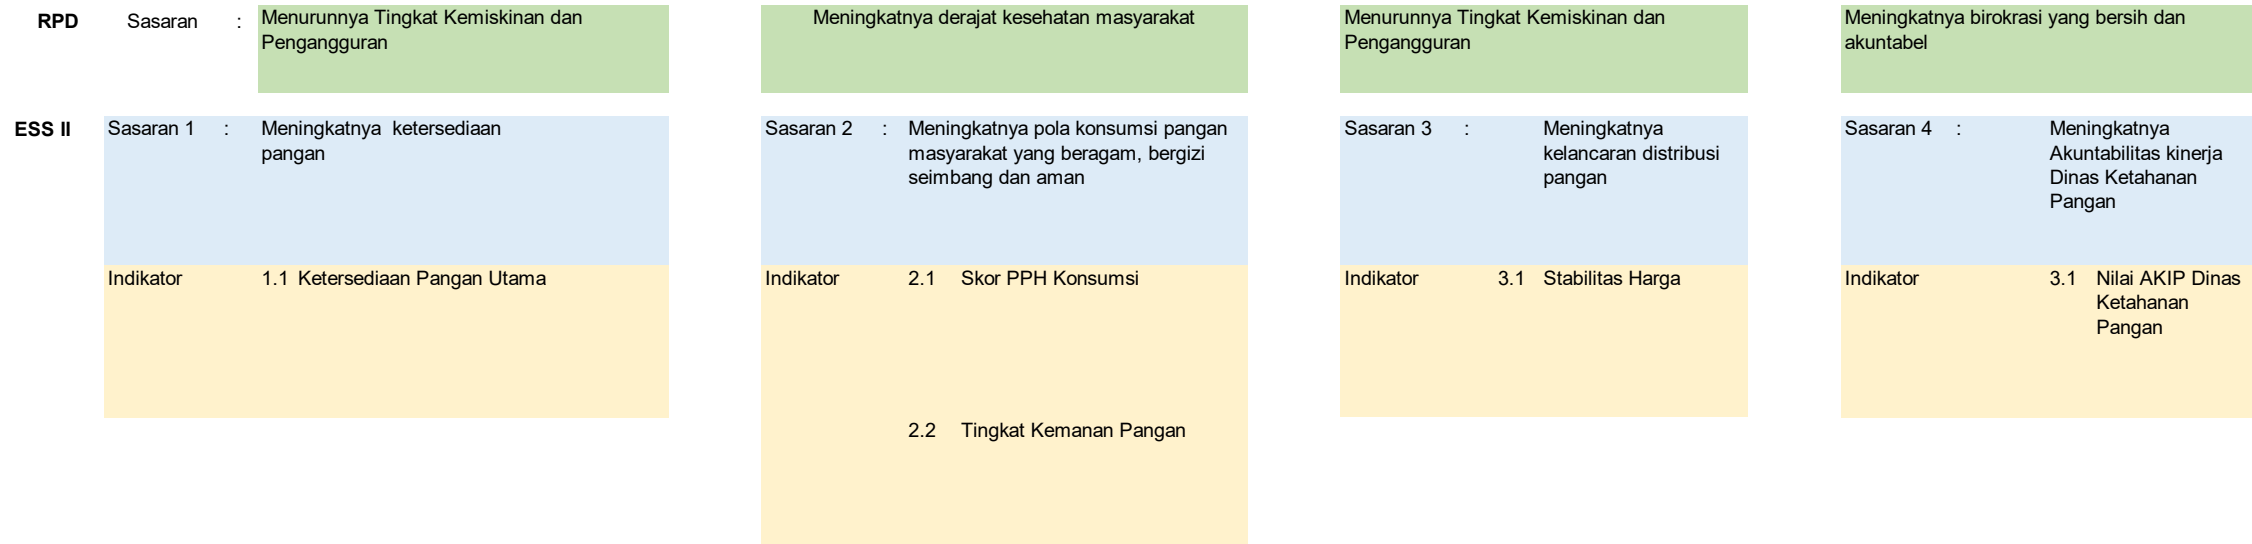 RPD Sasaran : Menurunnya Tingkat Kemiskinan dan
Pengangguran
Meningkatnya derajat kesehatan masyarakat
Menurunnya Tingkat Kemiskinan dan
Pengangguran
Meningkatnya birokrasi yang bersih dan
akuntabel
ESS II Sasaran 1 : Meningkatnya ketersediaan
pangan
Sasaran 2 : Meningkatnya pola konsumsi pangan
masyarakat yang beragam, bergizi
seimbang dan aman
Sasaran 3 : Meningkatnya
kelancaran distribusi
pangan
Sasaran 4 : Meningkatnya
Akuntabilitas kinerja
Dinas Ketahanan
Pangan
Indikator 1.1 Ketersediaan Pangan Utama
Indikator 2.1 Skor PPH Konsumsi
2.2 Tingkat Kemanan Pangan
Indikator 3.1 Stabilitas Harga
Indikator 3.1 Nilai AKIP Dinas
Ketahanan
Pangan